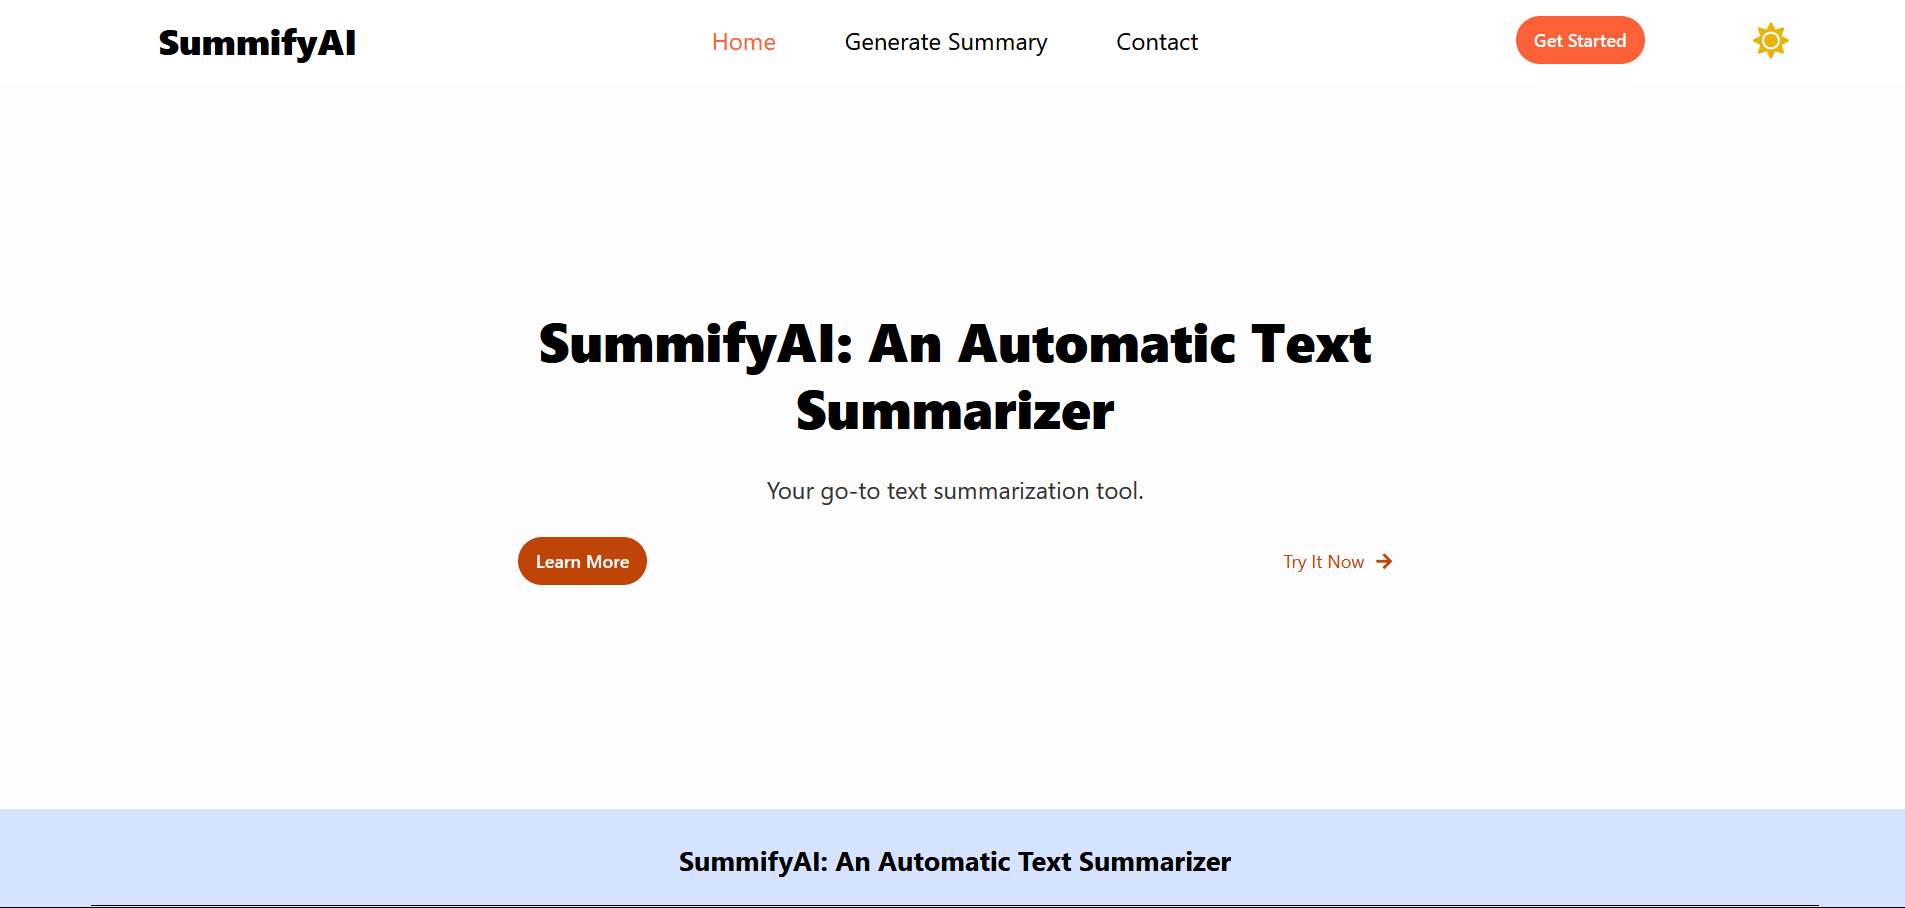 SummifyAI
Home
Generate Summary
Contact
Get Started
SummifyAI: An Automatic Text
Summarizer
Your go-to text summarization tool.
Learn More
Try It Now
SummifyAI: An Automatic Text Summarizer